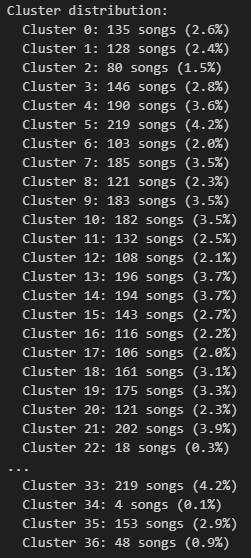 Cluster distribution:
Cluster 0: 135 songs (2.6%)
Cluster 1: 128 songs (2.4%)
Cluster 2: 80 songs (1.5%)
Cluster 3: 146 songs (2.8%)
Cluster 4: 190 songs (3.6%)
Cluster 5: 219 songs (4.2%)
Cluster 6: 103 songs (2.0%)
Cluster 7: 185 songs (3.5%)
Cluster 8: 121 songs (2.3%)
Cluster 9: 183 songs (3.5%)
Cluster 10: 182 songs (3.5%)
Cluster 11: 132 songs (2.5%)
Cluster 12: 108 songs (2.1%)
Cluster 13: 196 songs (3.7%)
Cluster 14: 194 songs (3.7%)
Cluster 15: 143 songs (2.7%)
Cluster 16: 116 songs (2.2%)
Cluster 17: 106 songs (2.0%)
Cluster 18: 161 songs (3.1%)
Cluster 19: 175 songs (3.3%)
Cluster 20: 121 songs (2.3%)
Cluster 21: 202 songs (3.9%)
Cluster 22: 18 songs (0.3%)
...
Cluster 33: 219 songs (4.2%)
Cluster 34: 4 songs (0.1%)
Cluster 35: 153 songs (2.9%)
Cluster 36: 48 songs (0.9%)